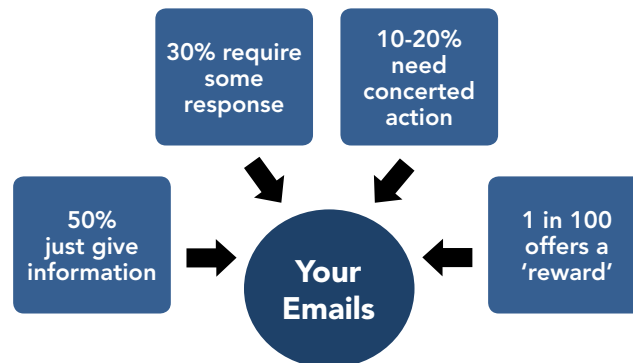 30% require
some
response
10-20%
need
concerted
action
50%
just give
information
1 in 100
offers a
‘reward’
Your
Emails